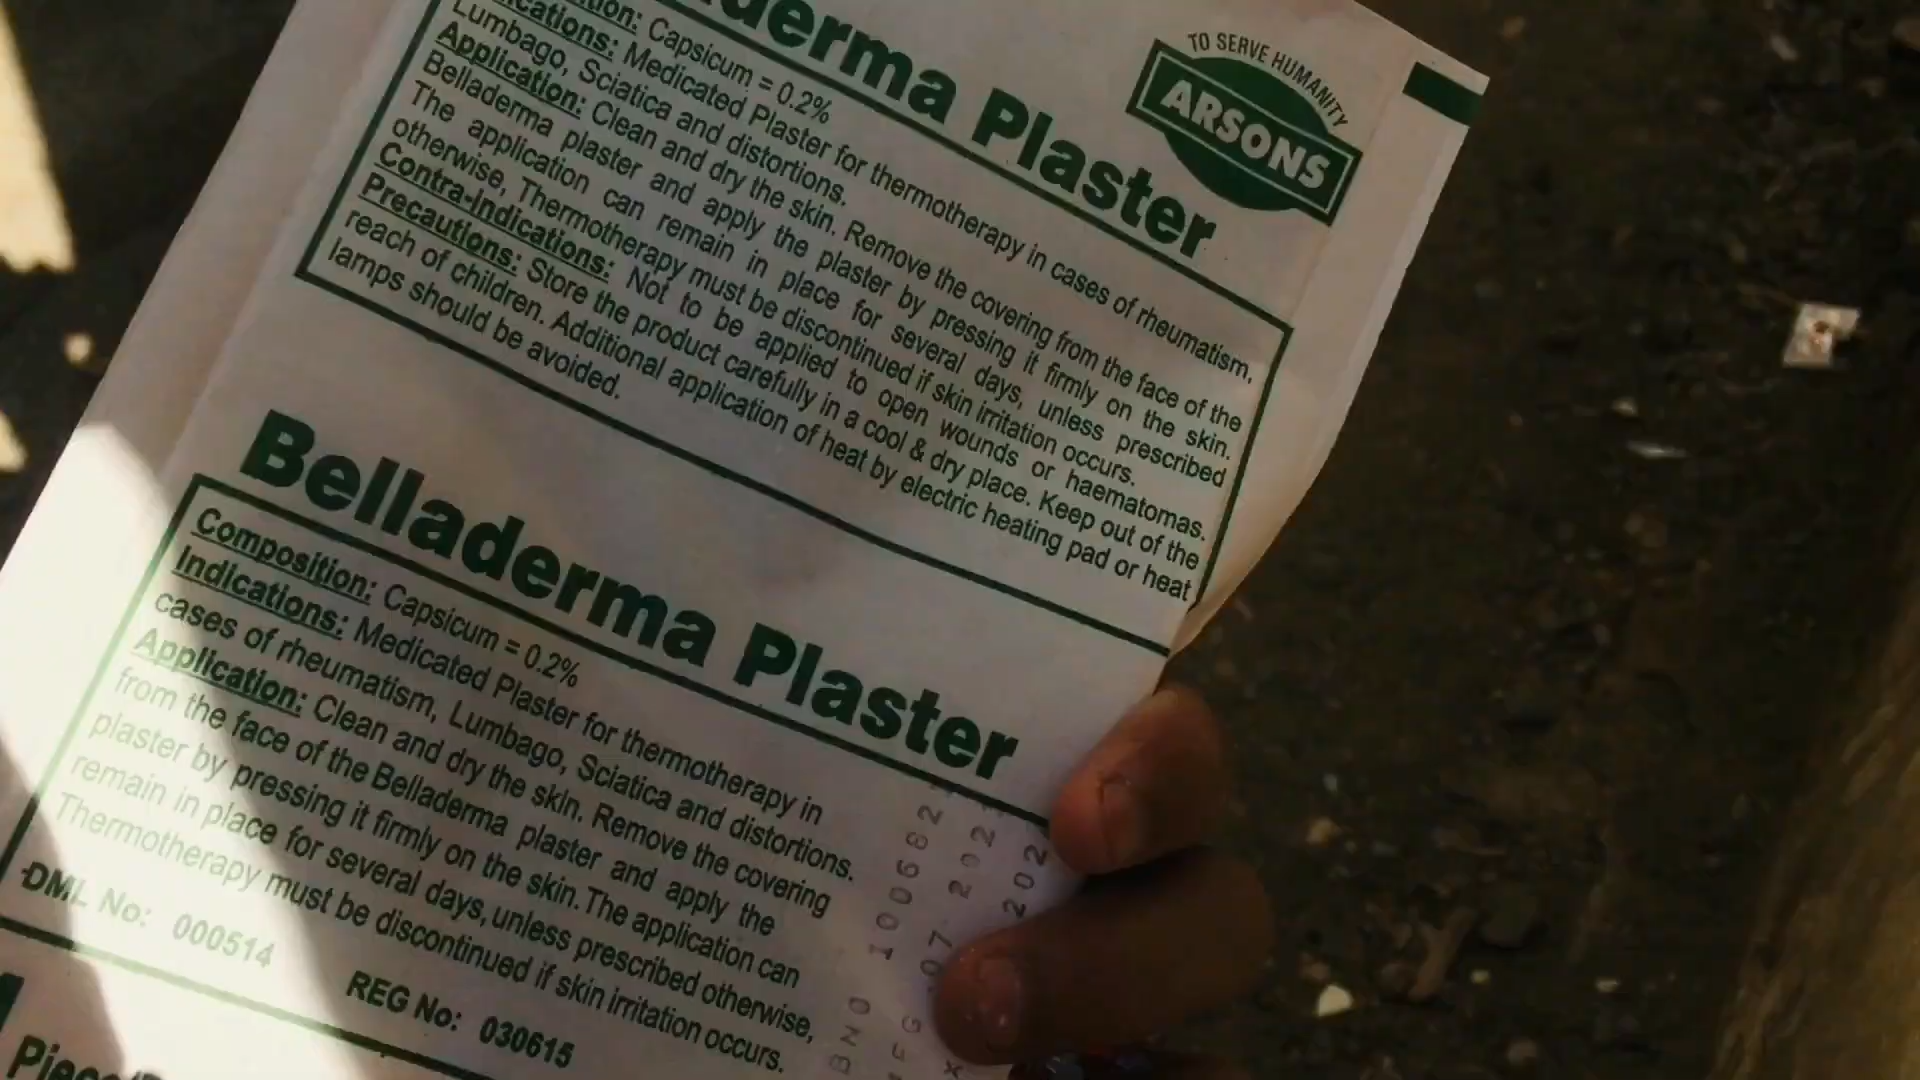 TO SERVE HUMANITY
ARSONS
Plaster
Capsicum = 0.2%
Medicated Plaster for thermotherapy in cases of rheumatism,
Lumbago, Sciatica and distortions.
Application: Clean and dry the skin. Remove the covering from the face of the
Belladerma plaster and apply the plaster by pressing it firmly on the skin.
The application can remain in place for several days, unless prescribed
otherwise, Thermotherapy must be discontinued if skin irritation occurs.
Contra-Indications: Not to be applied to open wounds or haematomas.
Precautions: Store the product carefully in a cool & dry place. Keep out of the
reach of children. Additional application of heat by electric heating pad or heat
lamps should be avoided.
Belladerma Plaster
Composition: Capsicum = 0.2%
Indications: Medicated Plaster for thermotherapy in
cases of rheumatism, Lumbago, Sciatica and distortions.
Application: Clean and dry the skin. Remove the covering
from the face of the Belladerma plaster and apply the
plaster by pressing it firmly on the skin. The application can
remain in place for several days, unless prescribed otherwise,
Thermotherapy must be discontinued if skin irritation occurs.
DML No: 000514
REG No: 030615
BNO 100682
07 202
202